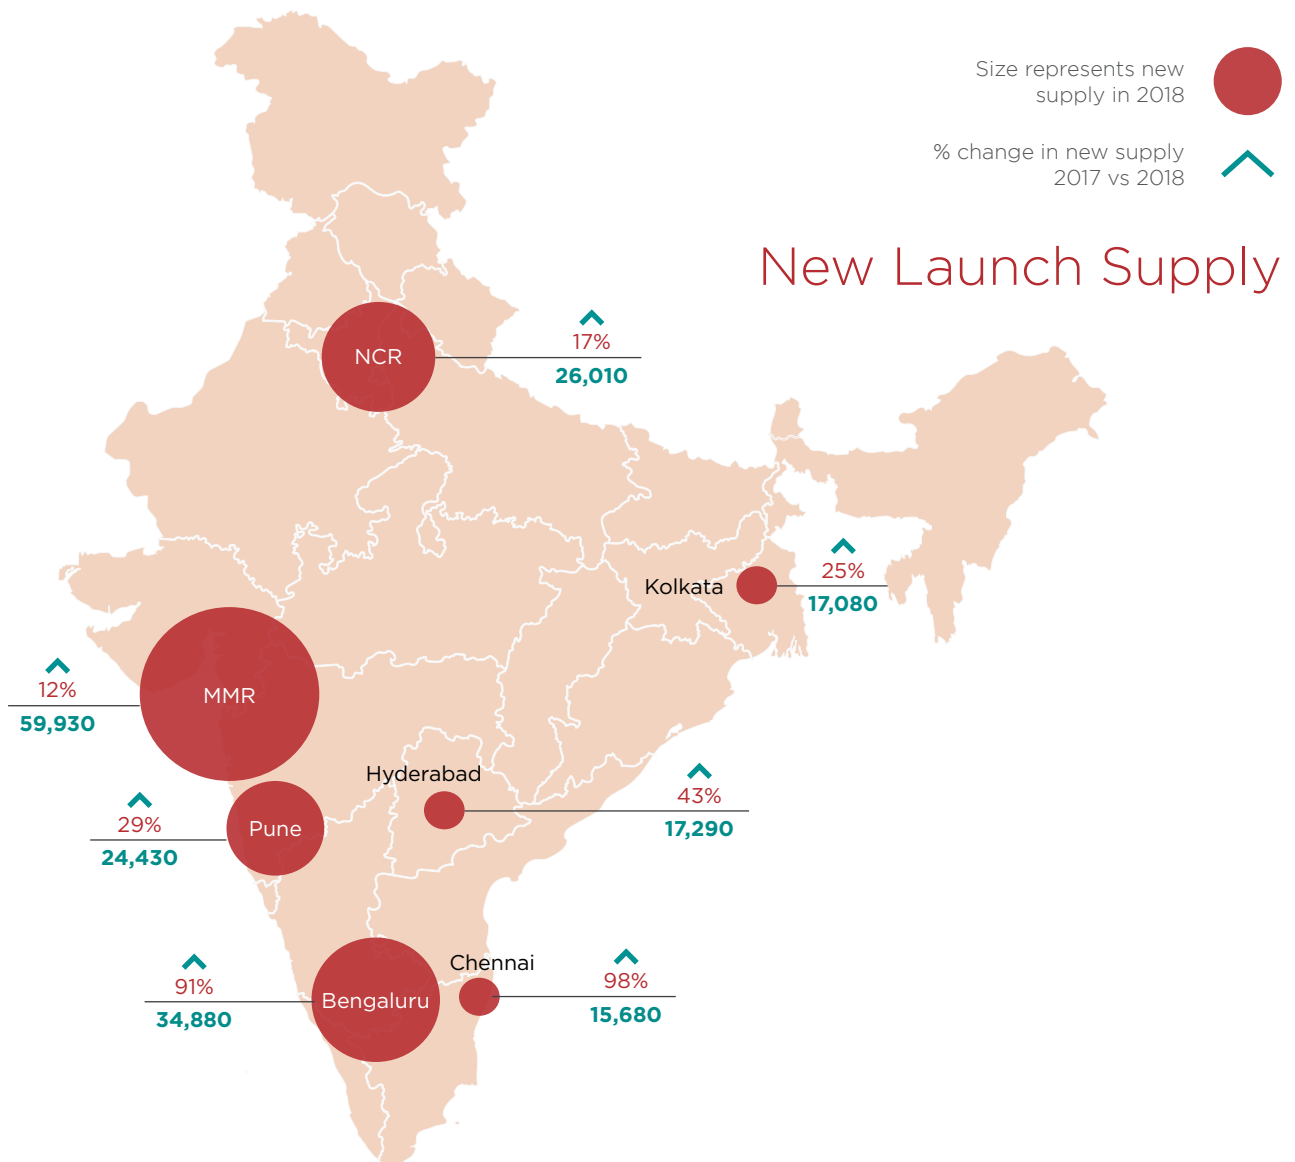 Size represents new
supply in 2018
% change in new supply
2017 vs 2018
New Launch Supply
NCR
17%
26,010
Kolkata
25%
17,080
12%
59,930
MMR
Hyderabad
43%
17,290
29%
24,430
Pune
Chennai
98%
15,680
91%
34,880
Bengaluru